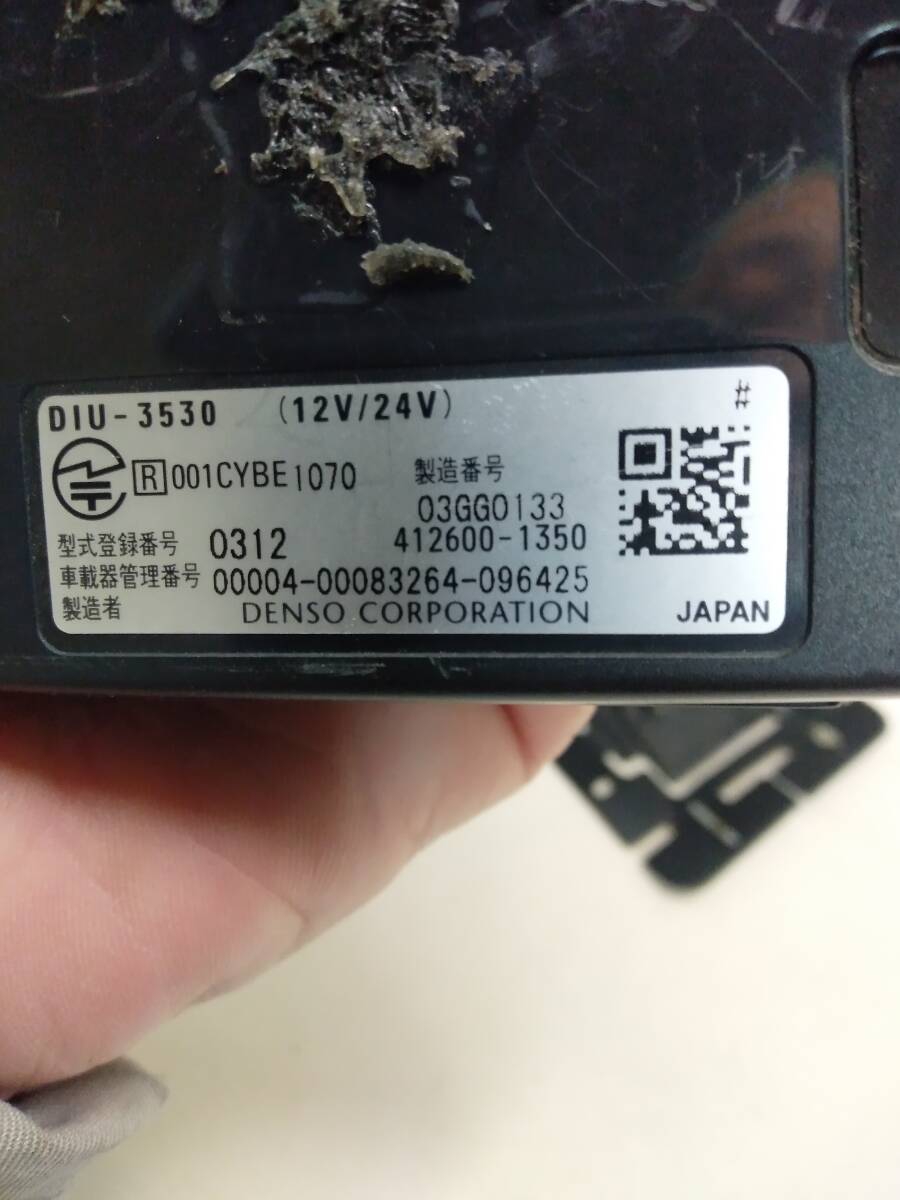 DIU-3530 (12V/24V) #
R 001CYBE1070 製造番号
03GG0133
型式登録番号 0312 412600-1350
車載器管理番号 00004-00083264-096425
製造者 DENSO CORPORATION JAPAN